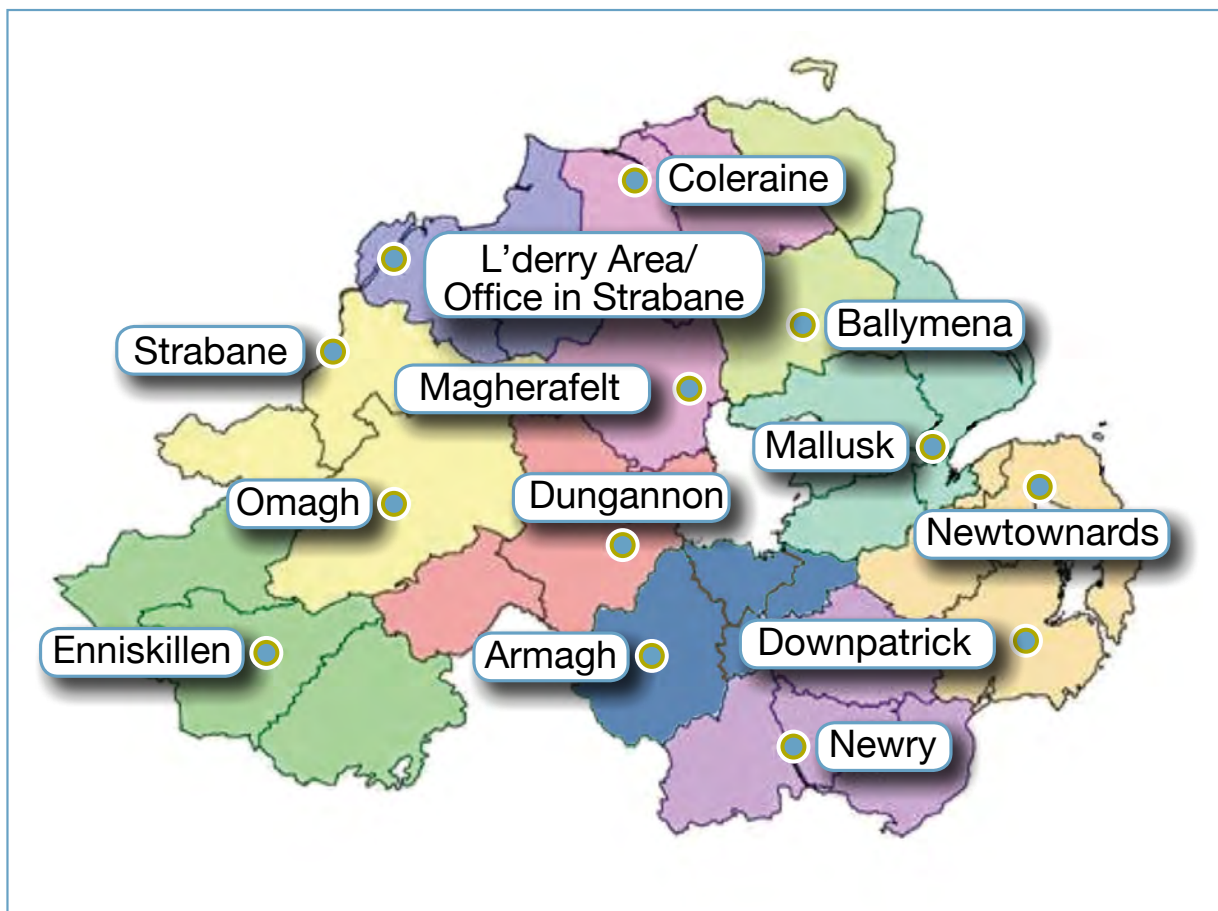 Coleraine
L'derry Area/
Office in Strabane
Ballymena
Strabane
Magherafelt
Mallusk
Omagh
Dungannon
Newtownards
Enniskillen
Armagh
Downpatrick
Newry